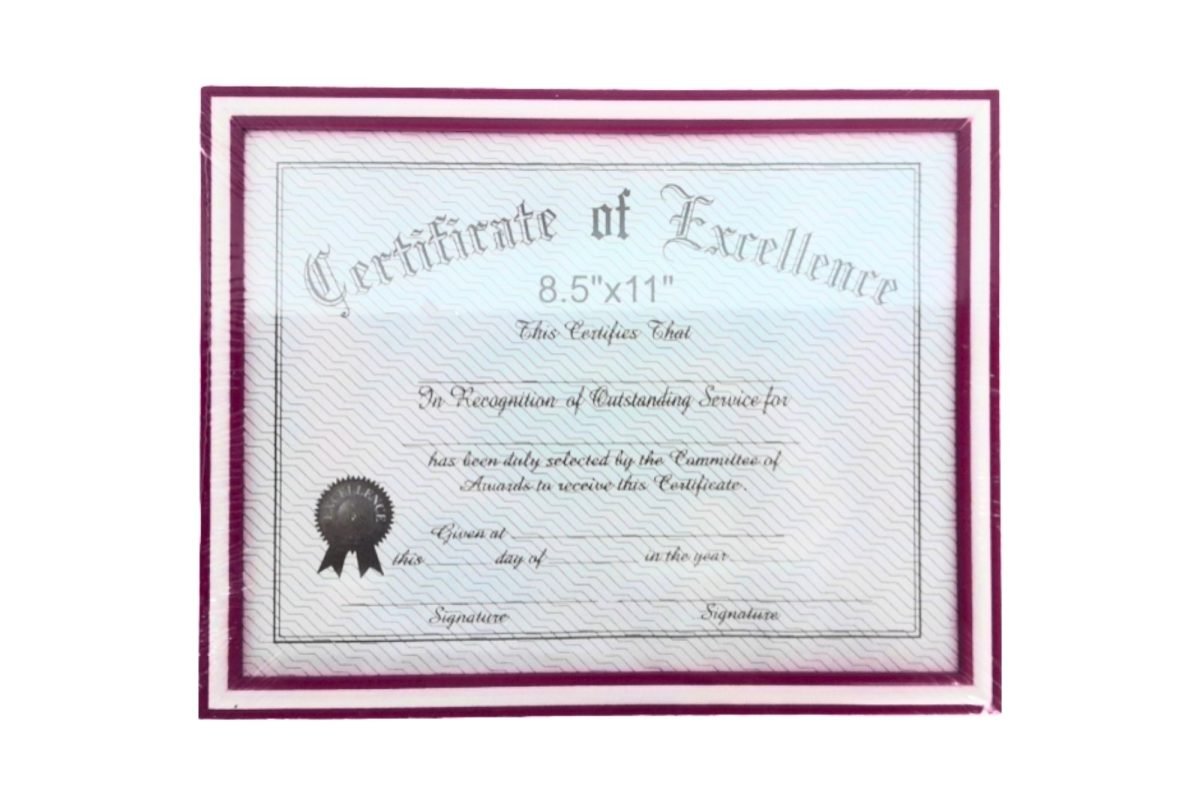 Certificate of Excellence
8.5"x11"
This Certifies That
In Recognition of Outstanding Service for
has been duly selected by the Committee of
Awards to receive this Certificate.
EXCELLENCE
Given at
this day of in the year
Signature Signature